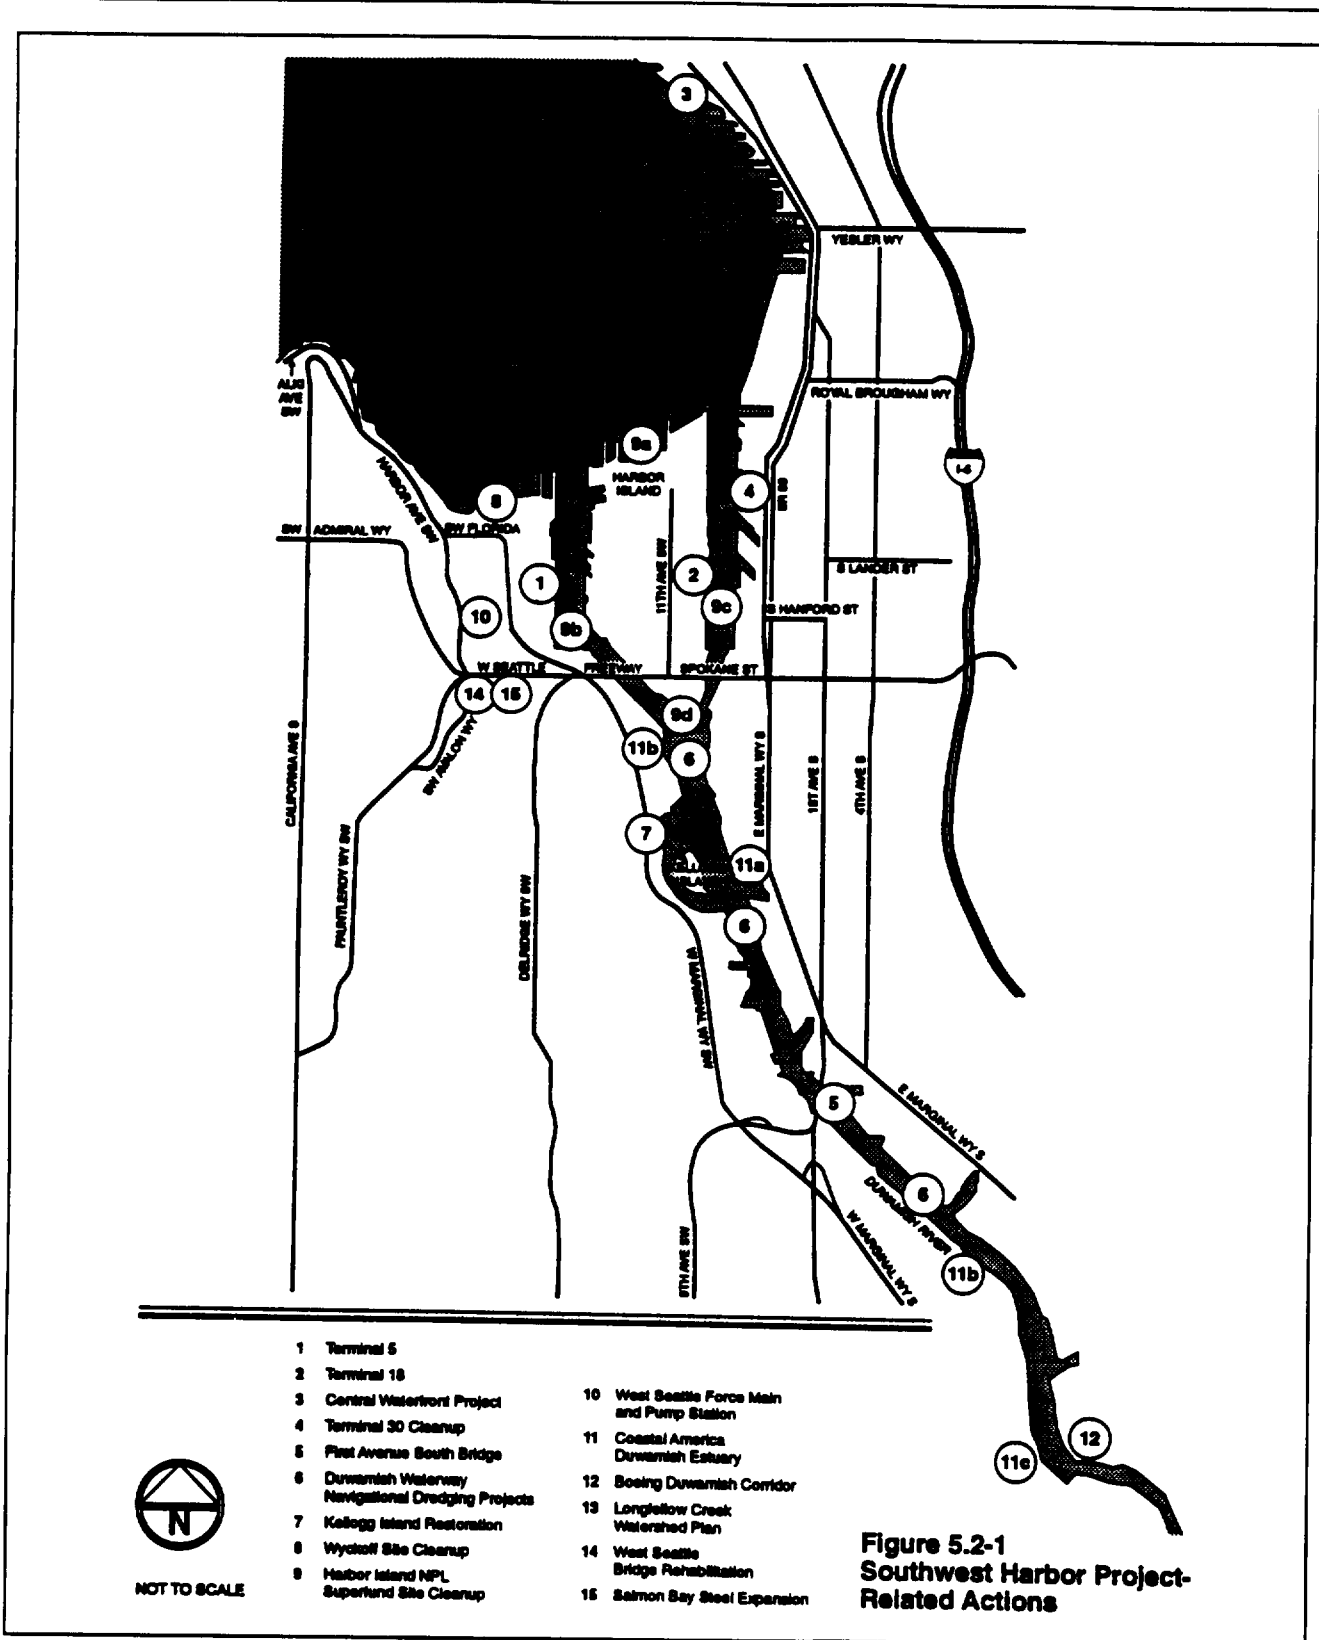 3
YESLER WY
ALKI
AVE
SW
ROYAL BROUGHAM WY
9a
HARBOR
ISLAND
I-5
4
SR 99
HARBOR AVE SW
8
SW FLORIDA
SW ADMIRAL WY
1
11TH AVE SW
2
S LANDER ST
9c
S HANFORD ST
10
9b
W SEATTLE FREEWAY SPOKANE ST
14
15
9d
SW AVALON WY
11b
6
CALIFORNIA AVE S
E MARGINAL WY S
1ST AVE S
4TH AVE S
7
FAUNTLEROY WY SW
11a
DELRIDGE WY SW
6
W MARGINAL WY SW
5
E MARGINAL WY S
6
DUWAMISH RIVER
9TH AVE SW
W MARGINAL WY S
11b
12
11c
1 Terminal 5
2 Terminal 18
3 Central Waterfront Project
4 Terminal 30 Cleanup
5 First Avenue South Bridge
6 Duwamish Waterway
Navigational Dredging Projects
7 Kellogg Island Restoration
8 Wyckoff Site Cleanup
9 Harbor Island NPL
Superfund Site Cleanup
10 West Seattle Force Main
and Pump Station
11 Coastal America
Duwamish Estuary
12 Boeing Duwamish Corridor
13 Longfellow Creek
Watershed Plan
14 West Seattle
Bridge Rehabilitation
15 Salmon Bay Steel Expansion
N
NOT TO SCALE
Figure 5.2-1
Southwest Harbor Project-
Related Actions